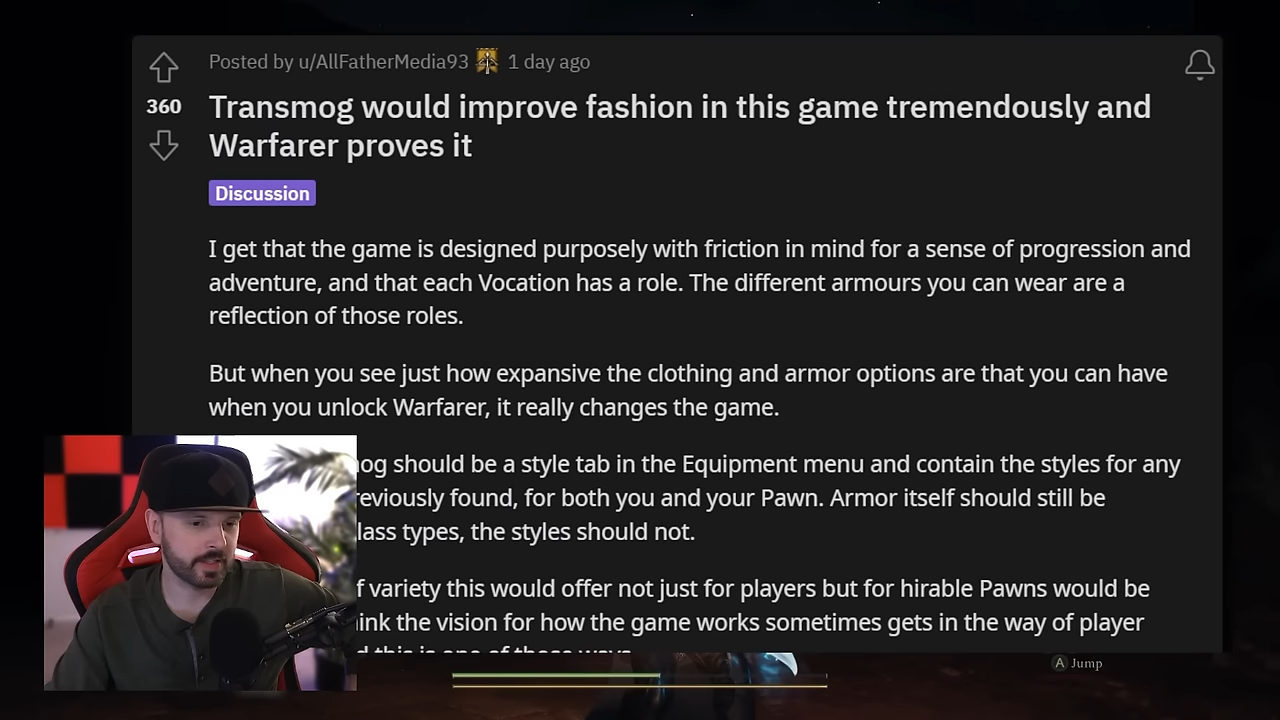 Posted by u/AllFatherMedia93 1 day ago
360
Transmog would improve fashion in this game tremendously and
Warfarer proves it
Discussion
I get that the game is designed purposely with friction in mind for a sense of progression and
adventure, and that each Vocation has a role. The different armours you can wear are a
reflection of those roles.
But when you see just how expansive the clothing and armor options are that you can have
when you unlock Warfarer, it really changes the game.
og should be a style tab in the Equipment menu and contain the styles for any
reviously found, for both you and your Pawn. Armor itself should still be
lass types, the styles should not.
f variety this would offer not just for players but for hirable Pawns would be
ink the vision for how the game works sometimes gets in the way of player
d this is one of those ways
A Jump